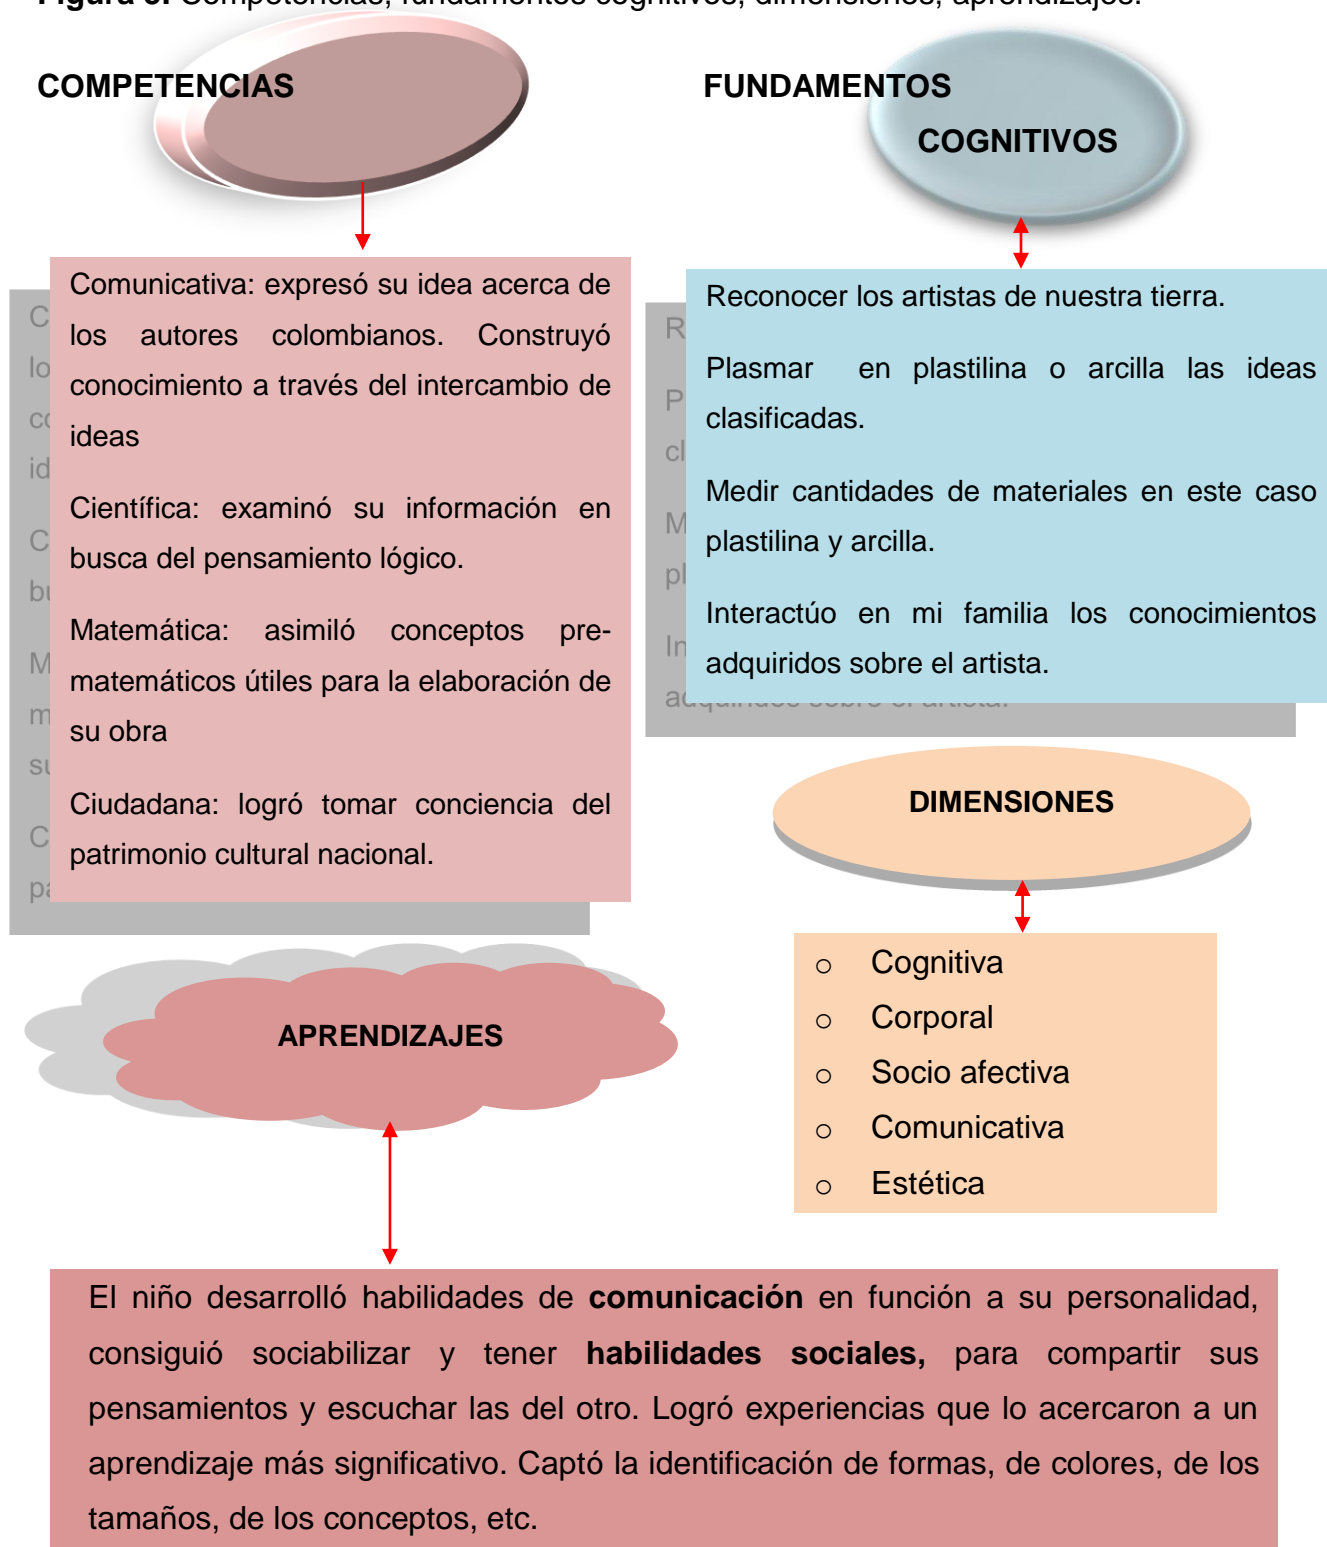 Figura 3. Competencias, fundamentos cognitivos, dimensiones, aprendizajes.
COMPETENCIAS
FUNDAMENTOS
COGNITIVOS
Comunicativa: expresó su idea acerca de
los autores colombianos. Construyó
conocimiento a través del intercambio de
ideas
Científica: examinó su información en
busca del pensamiento lógico.
Matemática: asimiló conceptos pre-
matemáticos útiles para la elaboración de
su obra
Ciudadana: logró tomar conciencia del
patrimonio cultural nacional.
Reconocer los artistas de nuestra tierra.
Plasmar en plastilina o arcilla las ideas
clasificadas.
Medir cantidades de materiales en este caso
plastilina y arcilla.
Interactúo en mi familia los conocimientos
adquiridos sobre el artista.
DIMENSIONES
o Cognitiva
o Corporal
o Socio afectiva
o Comunicativa
o Estética
APRENDIZAJES
El niño desarrolló habilidades de comunicación en función a su personalidad,
consiguió sociabilizar y tener habilidades sociales, para compartir sus
pensamientos y escuchar las del otro. Logró experiencias que lo acercaron a un
aprendizaje más significativo. Captó la identificación de formas, de colores, de los
tamaños, de los conceptos, etc.